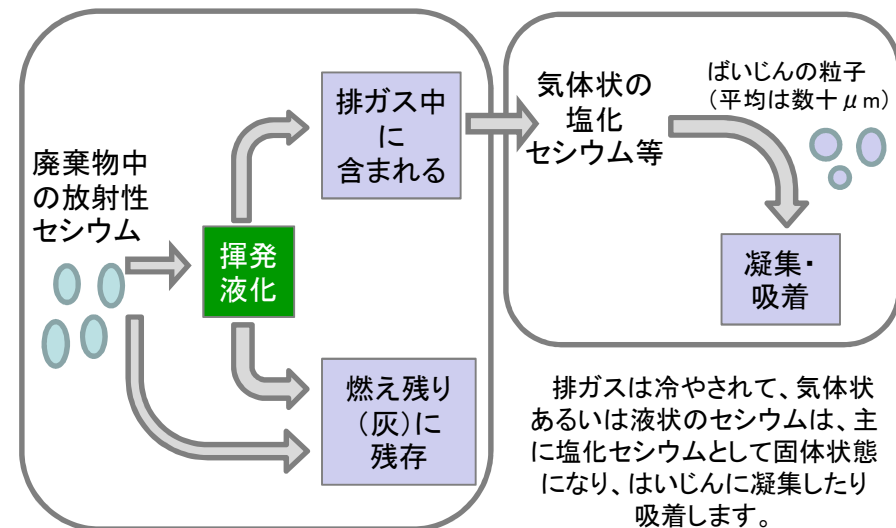 廃棄物中
の放射性
セシウム
揮発
液化
排ガス中
に
含まれる
燃え残り
（灰）に
残存
気体状の
塩化
セシウム等
ばいじんの粒子
（平均は数十μm）
凝集・
吸着
排ガスは冷やされて、気体状
あるいは液状のセシウムは、主
に塩化セシウムとして固体状態
になり、はいじんに凝集したり
吸着します。